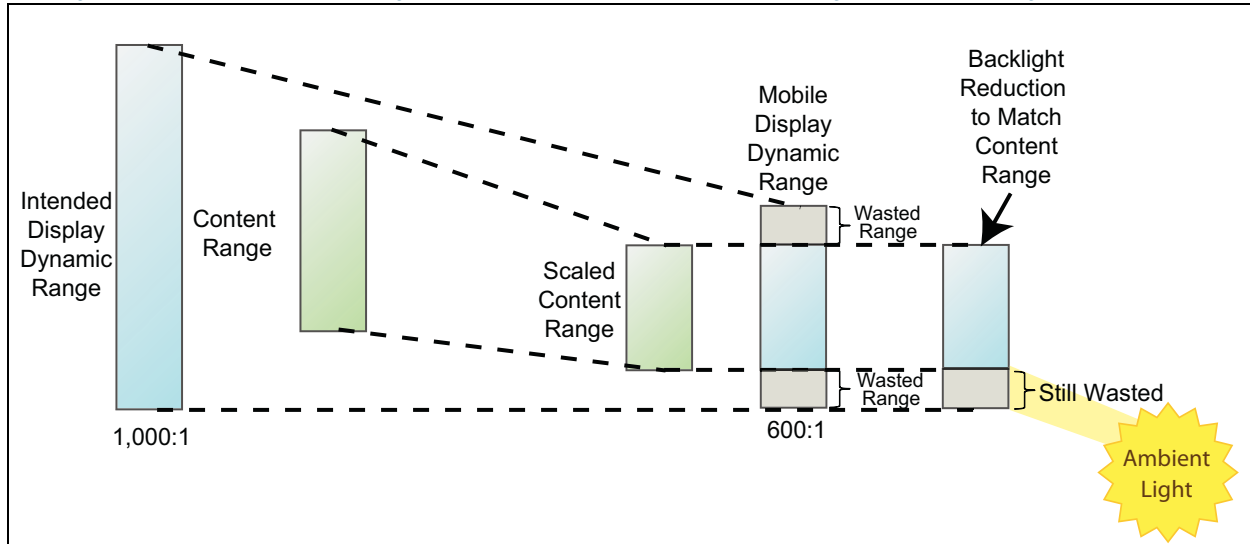 Intended
Display
Dynamic
Range
1,000:1
Content
Range
Scaled
Content
Range
Mobile
Display
Dynamic
Range
Wasted
Range
Wasted
Range
600:1
Backlight
Reduction
to Match
Content
Range
Still Wasted
Ambient
Light